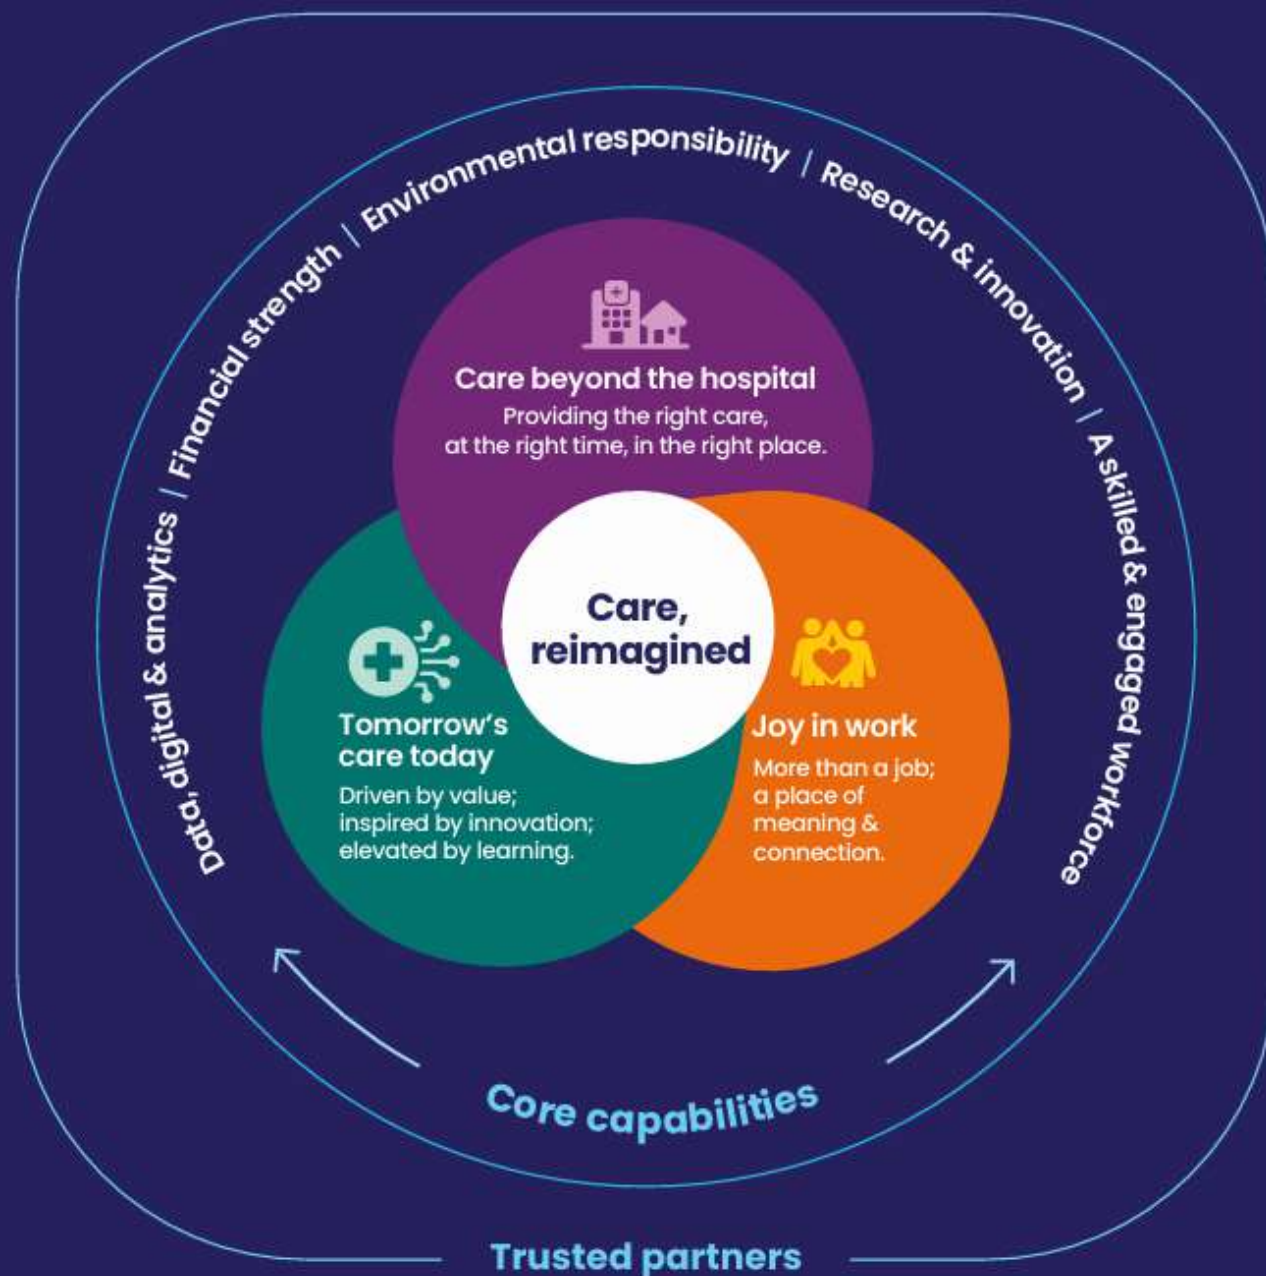 Data, digital & analytics | Financial strength | Environmental responsibility | Research & innovation | A skilled & engaged workforce
Care beyond the hospital
Providing the right care,
at the right time, in the right place.
Care,
reimagined
Tomorrow’s
care today
Driven by value;
inspired by innovation;
elevated by learning.
Joy in work
More than a job;
a place of
meaning &
connection.
Core capabilities
Trusted partners